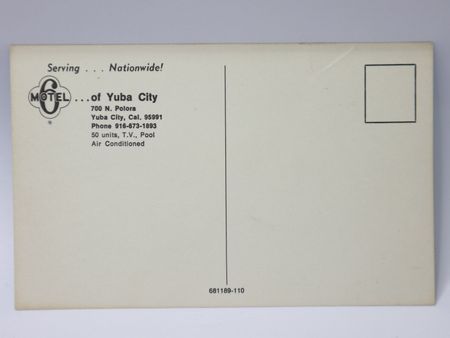 Serving . . . Nationwide!
MOTEL 6 ...of Yuba City
700 N. Polora
Yuba City, Cal. 95991
Phone 916-673-1893
50 units, T.V., Pool
Air Conditioned
681189-110